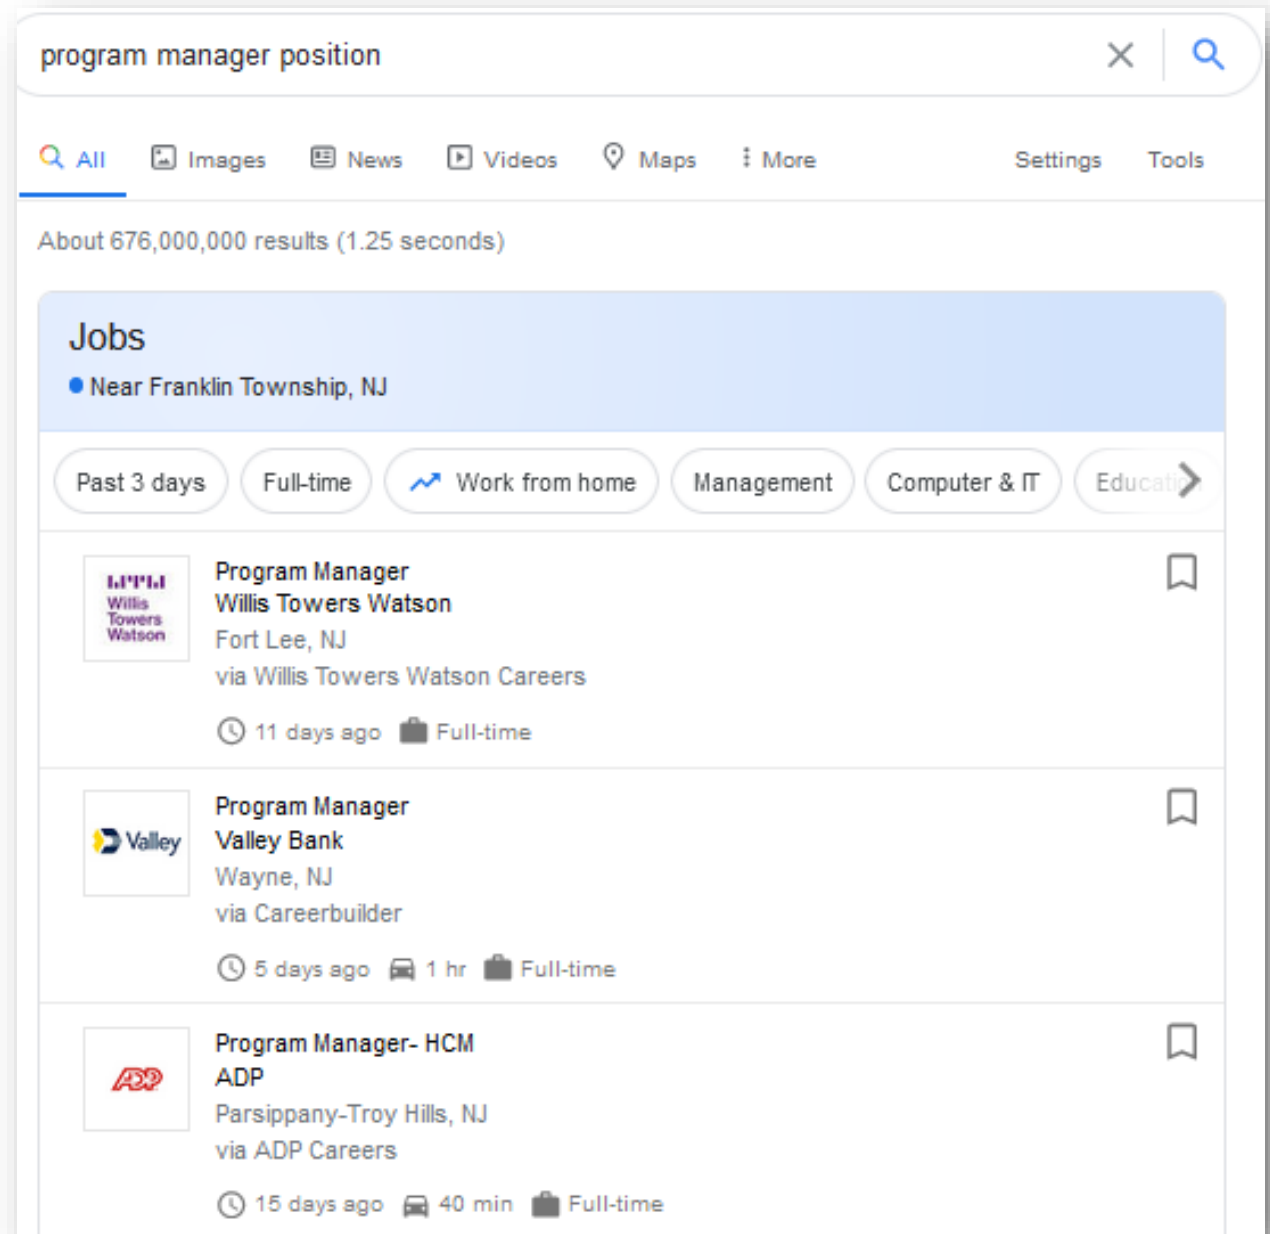 program manager position
All Images News Videos Maps More Settings Tools
About 676,000,000 results (1.25 seconds)
Jobs
Near Franklin Township, NJ
Past 3 days Full-time Work from home Management Computer & IT Education
Program Manager
Willis Towers Watson
Fort Lee, NJ
via Willis Towers Watson Careers
11 days ago Full-time
Willis
Towers
Watson
Program Manager
Valley Bank
Wayne, NJ
via Careerbuilder
5 days ago 1 hr Full-time
Valley
Program Manager- HCM
ADP
Parsippany-Troy Hills, NJ
via ADP Careers
15 days ago 40 min Full-time
ADP